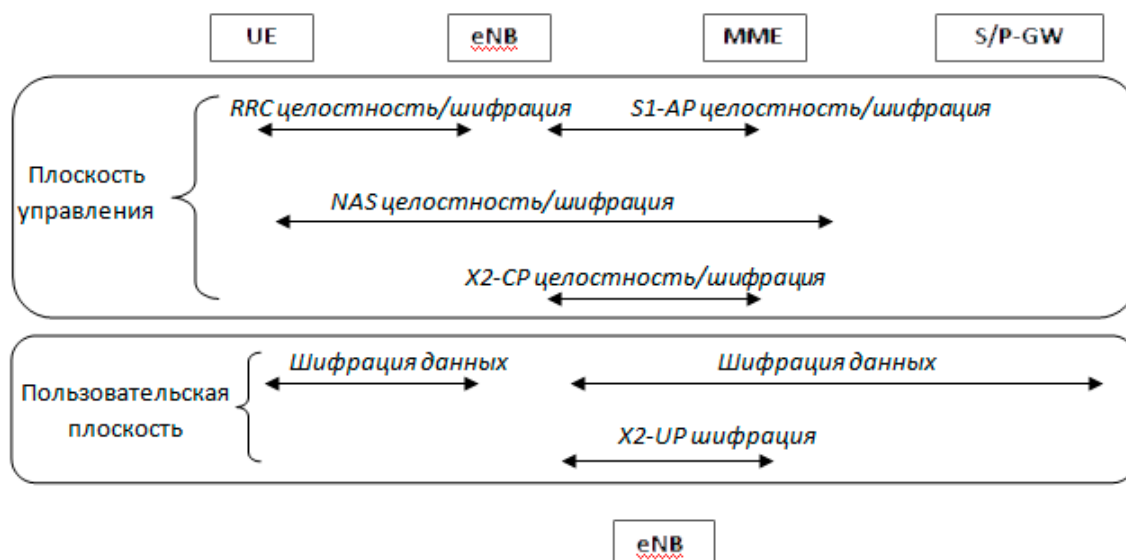 UE eNB MME S/P-GW
RRC целостность/шифрация S1-AP целостность/шифрация
Плоскость
управления
NAS целостность/шифрация
X2-CP целостность/шифрация
Шифрация данных Шифрация данных
Пользовательская
плоскость
X2-UP шифрация
eNB